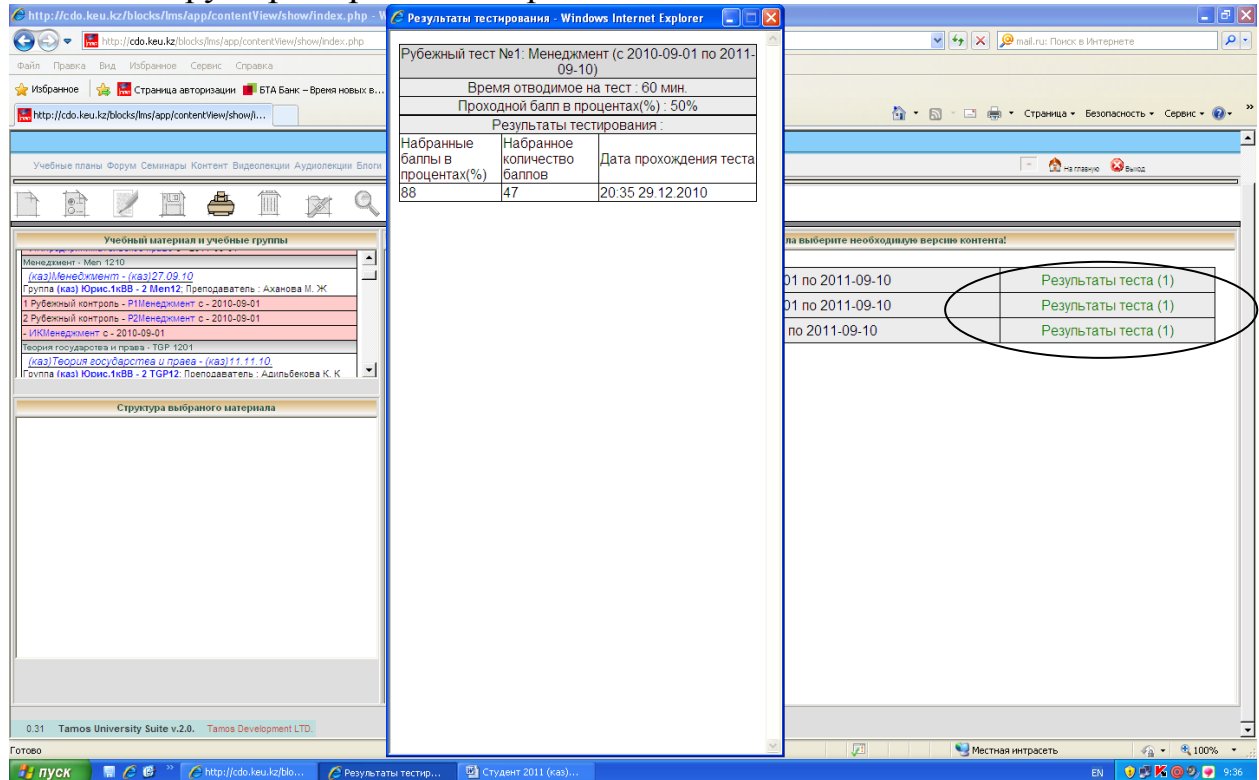 http://cdo.keu.kz/blocks/lms/app/contentView/show/index.php - W
http://cdo.keu.kz/blocks/lms/app/contentView/show/index.php
mail.ru: Поиск в Интернете
Файл Правка Вид Избранное Сервис Справка
Избранное Страница авторизации БТА Банк – Время новых в...
http://cdo.keu.kz/blocks/lms/app/contentView/show/i...
Страница Безопасность Сервис
Учебные планы Форум Семинары Контент Видеолекции Аудиолекции Блоги
На главную Выход
Учебный материал и учебные группы
Менеджмент - Men 1210
(каз)Менеджмент - (каз)27.09.10
Группа (каз) Юрис.1кВВ - 2 Men12; Преподаватель : Аханова М. Ж
1 Рубежный контроль - Р1Менеджмент с - 2010-09-01
2 Рубежный контроль - Р2Менеджмент с - 2010-09-01
- ИКМенеджмент с - 2010-09-01
Теория государства и права - TGP 1201
(каз)Теория государства и права - (каз)11.11.10.
Группа (каз) Юрис.1кВВ - 2 TGP12; Преподаватель : Адильбекова К. К
Структура выбраного материала
Результаты тестирования - Windows Internet Explorer
Рубежный тест №1: Менеджмент (с 2010-09-01 по 2011-
09-10)
Время отводимое на тест : 60 мин.
Проходной балл в процентах(%) : 50%
Результаты тестирования :
Набранные баллы в процентах(%) Набранное количество баллов Дата прохождения теста
88 47 20:35 29.12.2010
ла выберите необходимую версию контента!
01 по 2011-09-10 Результаты теста (1)
01 по 2011-09-10 Результаты теста (1)
по 2011-09-10 Результаты теста (1)
0.31 Tamos University Suite v.2.0. Tamos Development LTD.
Готово
Местная интрасеть 100%
пуск http://cdo.keu.kz/blo... Результаты тестир... Студент 2011 (каз)... EN 9:36